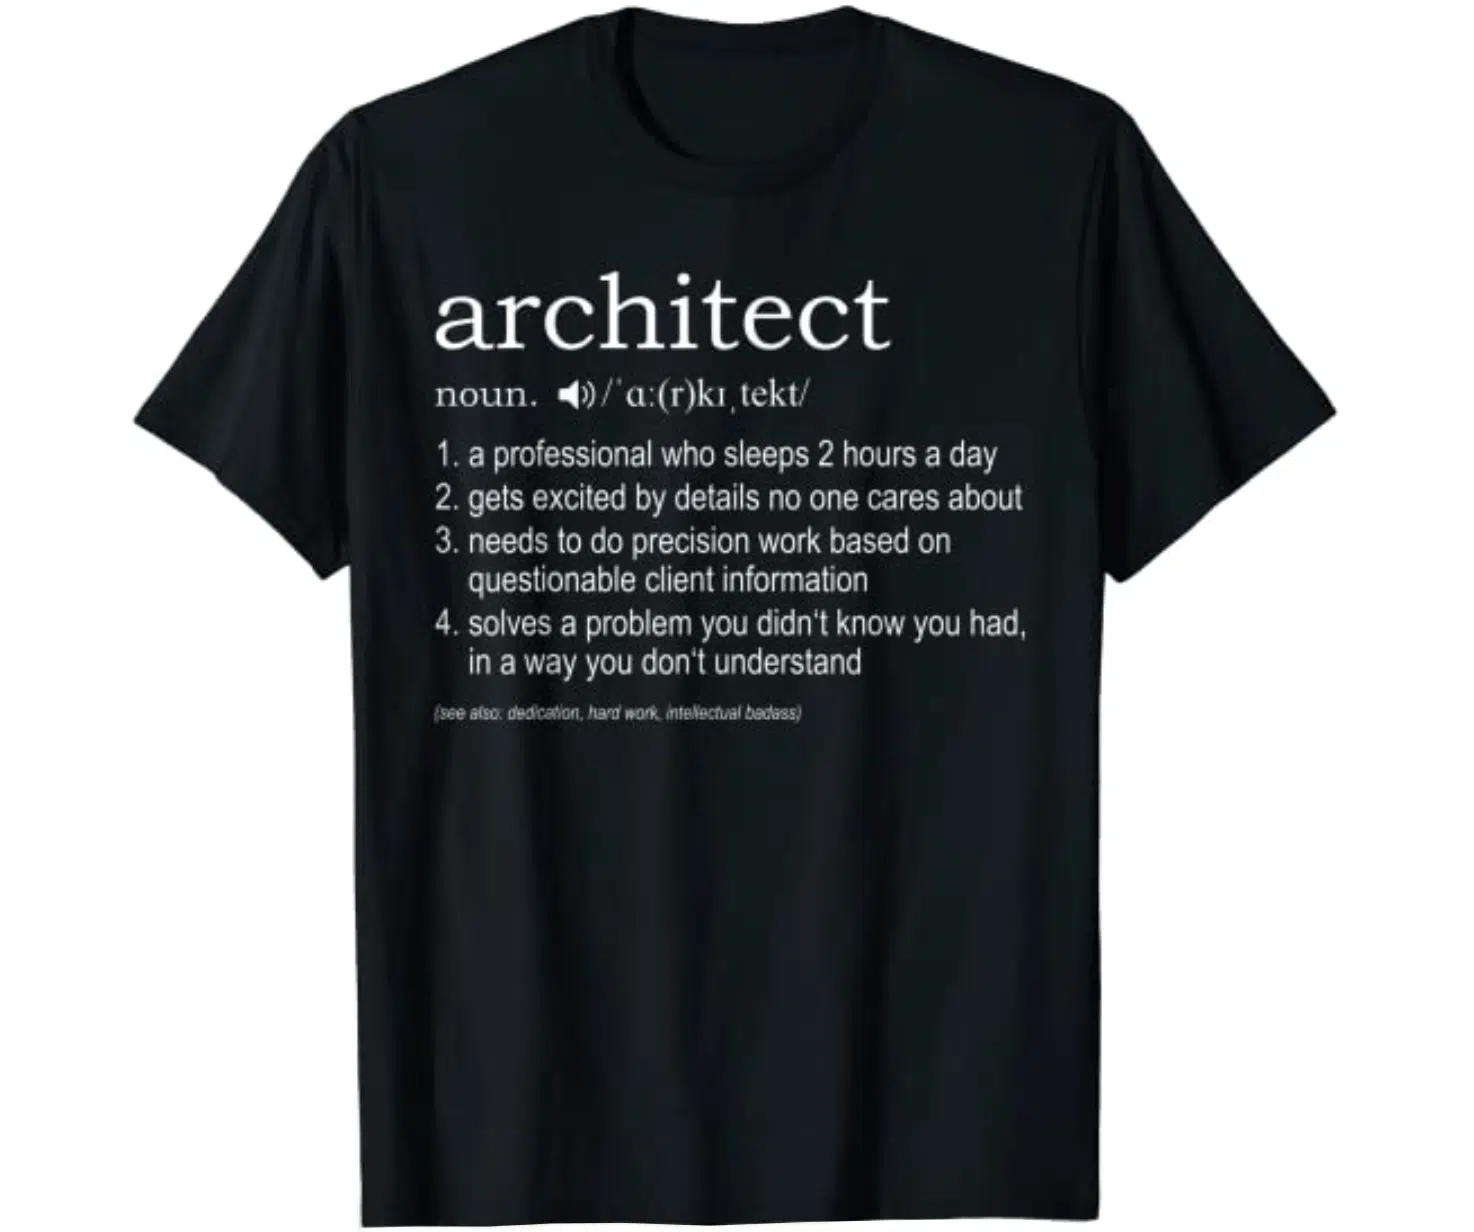 architect
noun. /ˈɑ:(r)kɪˌtekt/
1. a professional who sleeps 2 hours a day
2. gets excited by details no one cares about
3. needs to do precision work based on
questionable client information
4. solves a problem you didn‘t know you had,
in a way you don‘t understand
(see also: dedication, hard work, intellectual badass)